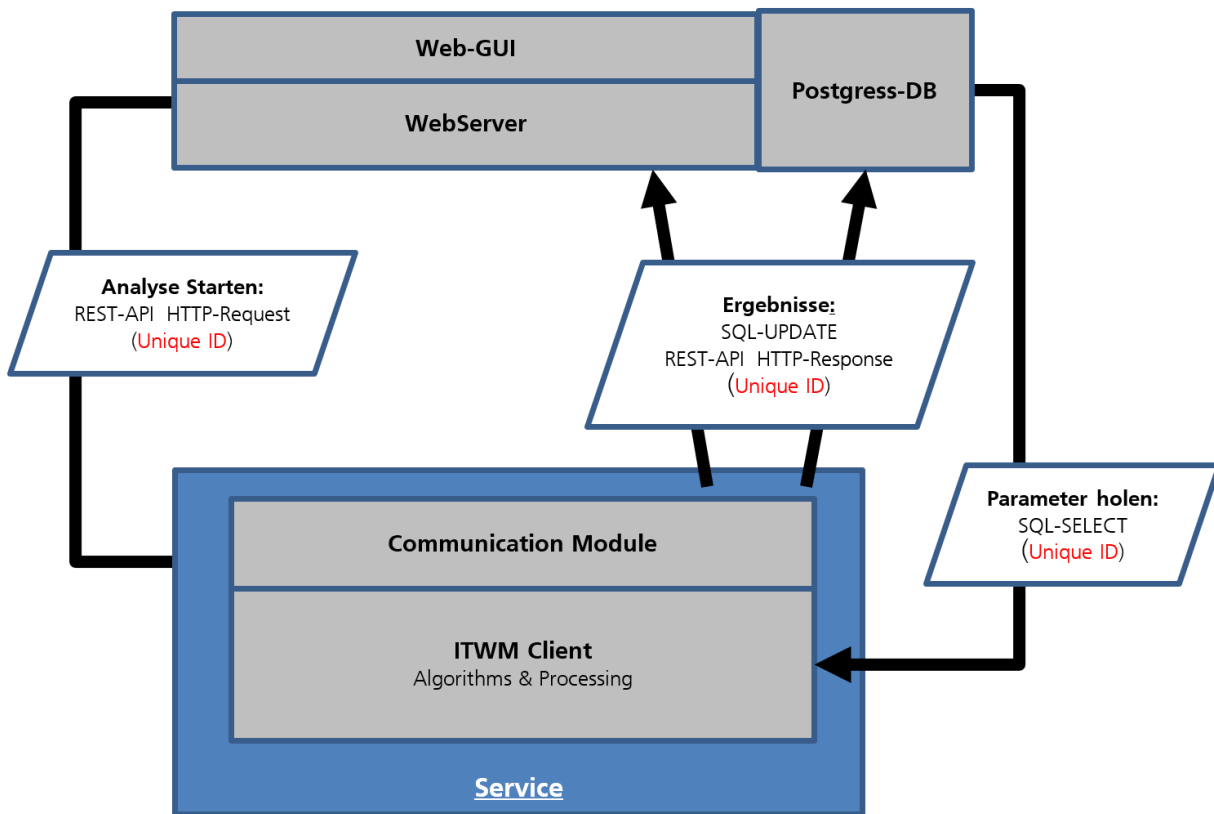 Web-GUI
WebServer
Postgress-DB
Analyse Starten:
REST-API HTTP-Request
(Unique ID)
Ergebnisse:
SQL-UPDATE
REST-API HTTP-Response
(Unique ID)
Parameter holen:
SQL-SELECT
(Unique ID)
Communication Module
ITWM Client
Algorithms & Processing
Service